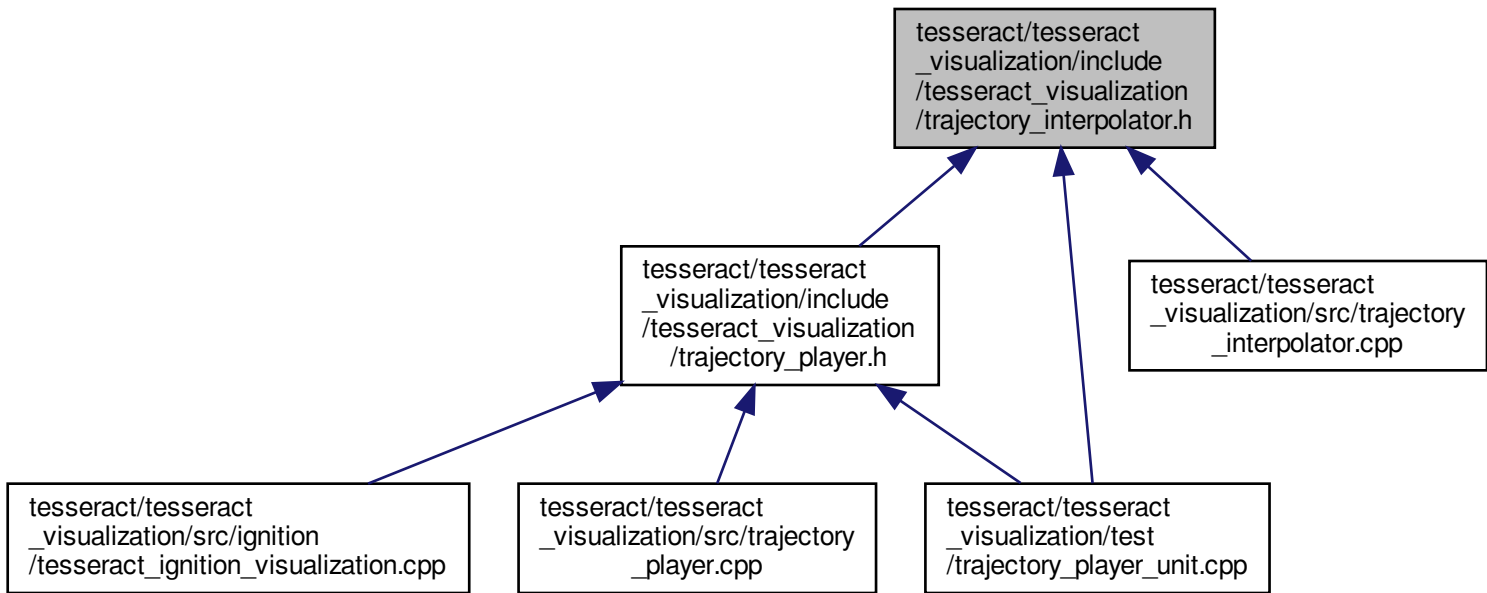 tesseract/tesseract
_visualization/include
/tesseract_visualization
/trajectory_interpolator.h
tesseract/tesseract
_visualization/include
/tesseract_visualization
/trajectory_player.h
tesseract/tesseract
_visualization/src/trajectory
_interpolator.cpp
tesseract/tesseract
_visualization/src/ignition
/tesseract_ignition_visualization.cpp
tesseract/tesseract
_visualization/src/trajectory
_player.cpp
tesseract/tesseract
_visualization/test
/trajectory_player_unit.cpp